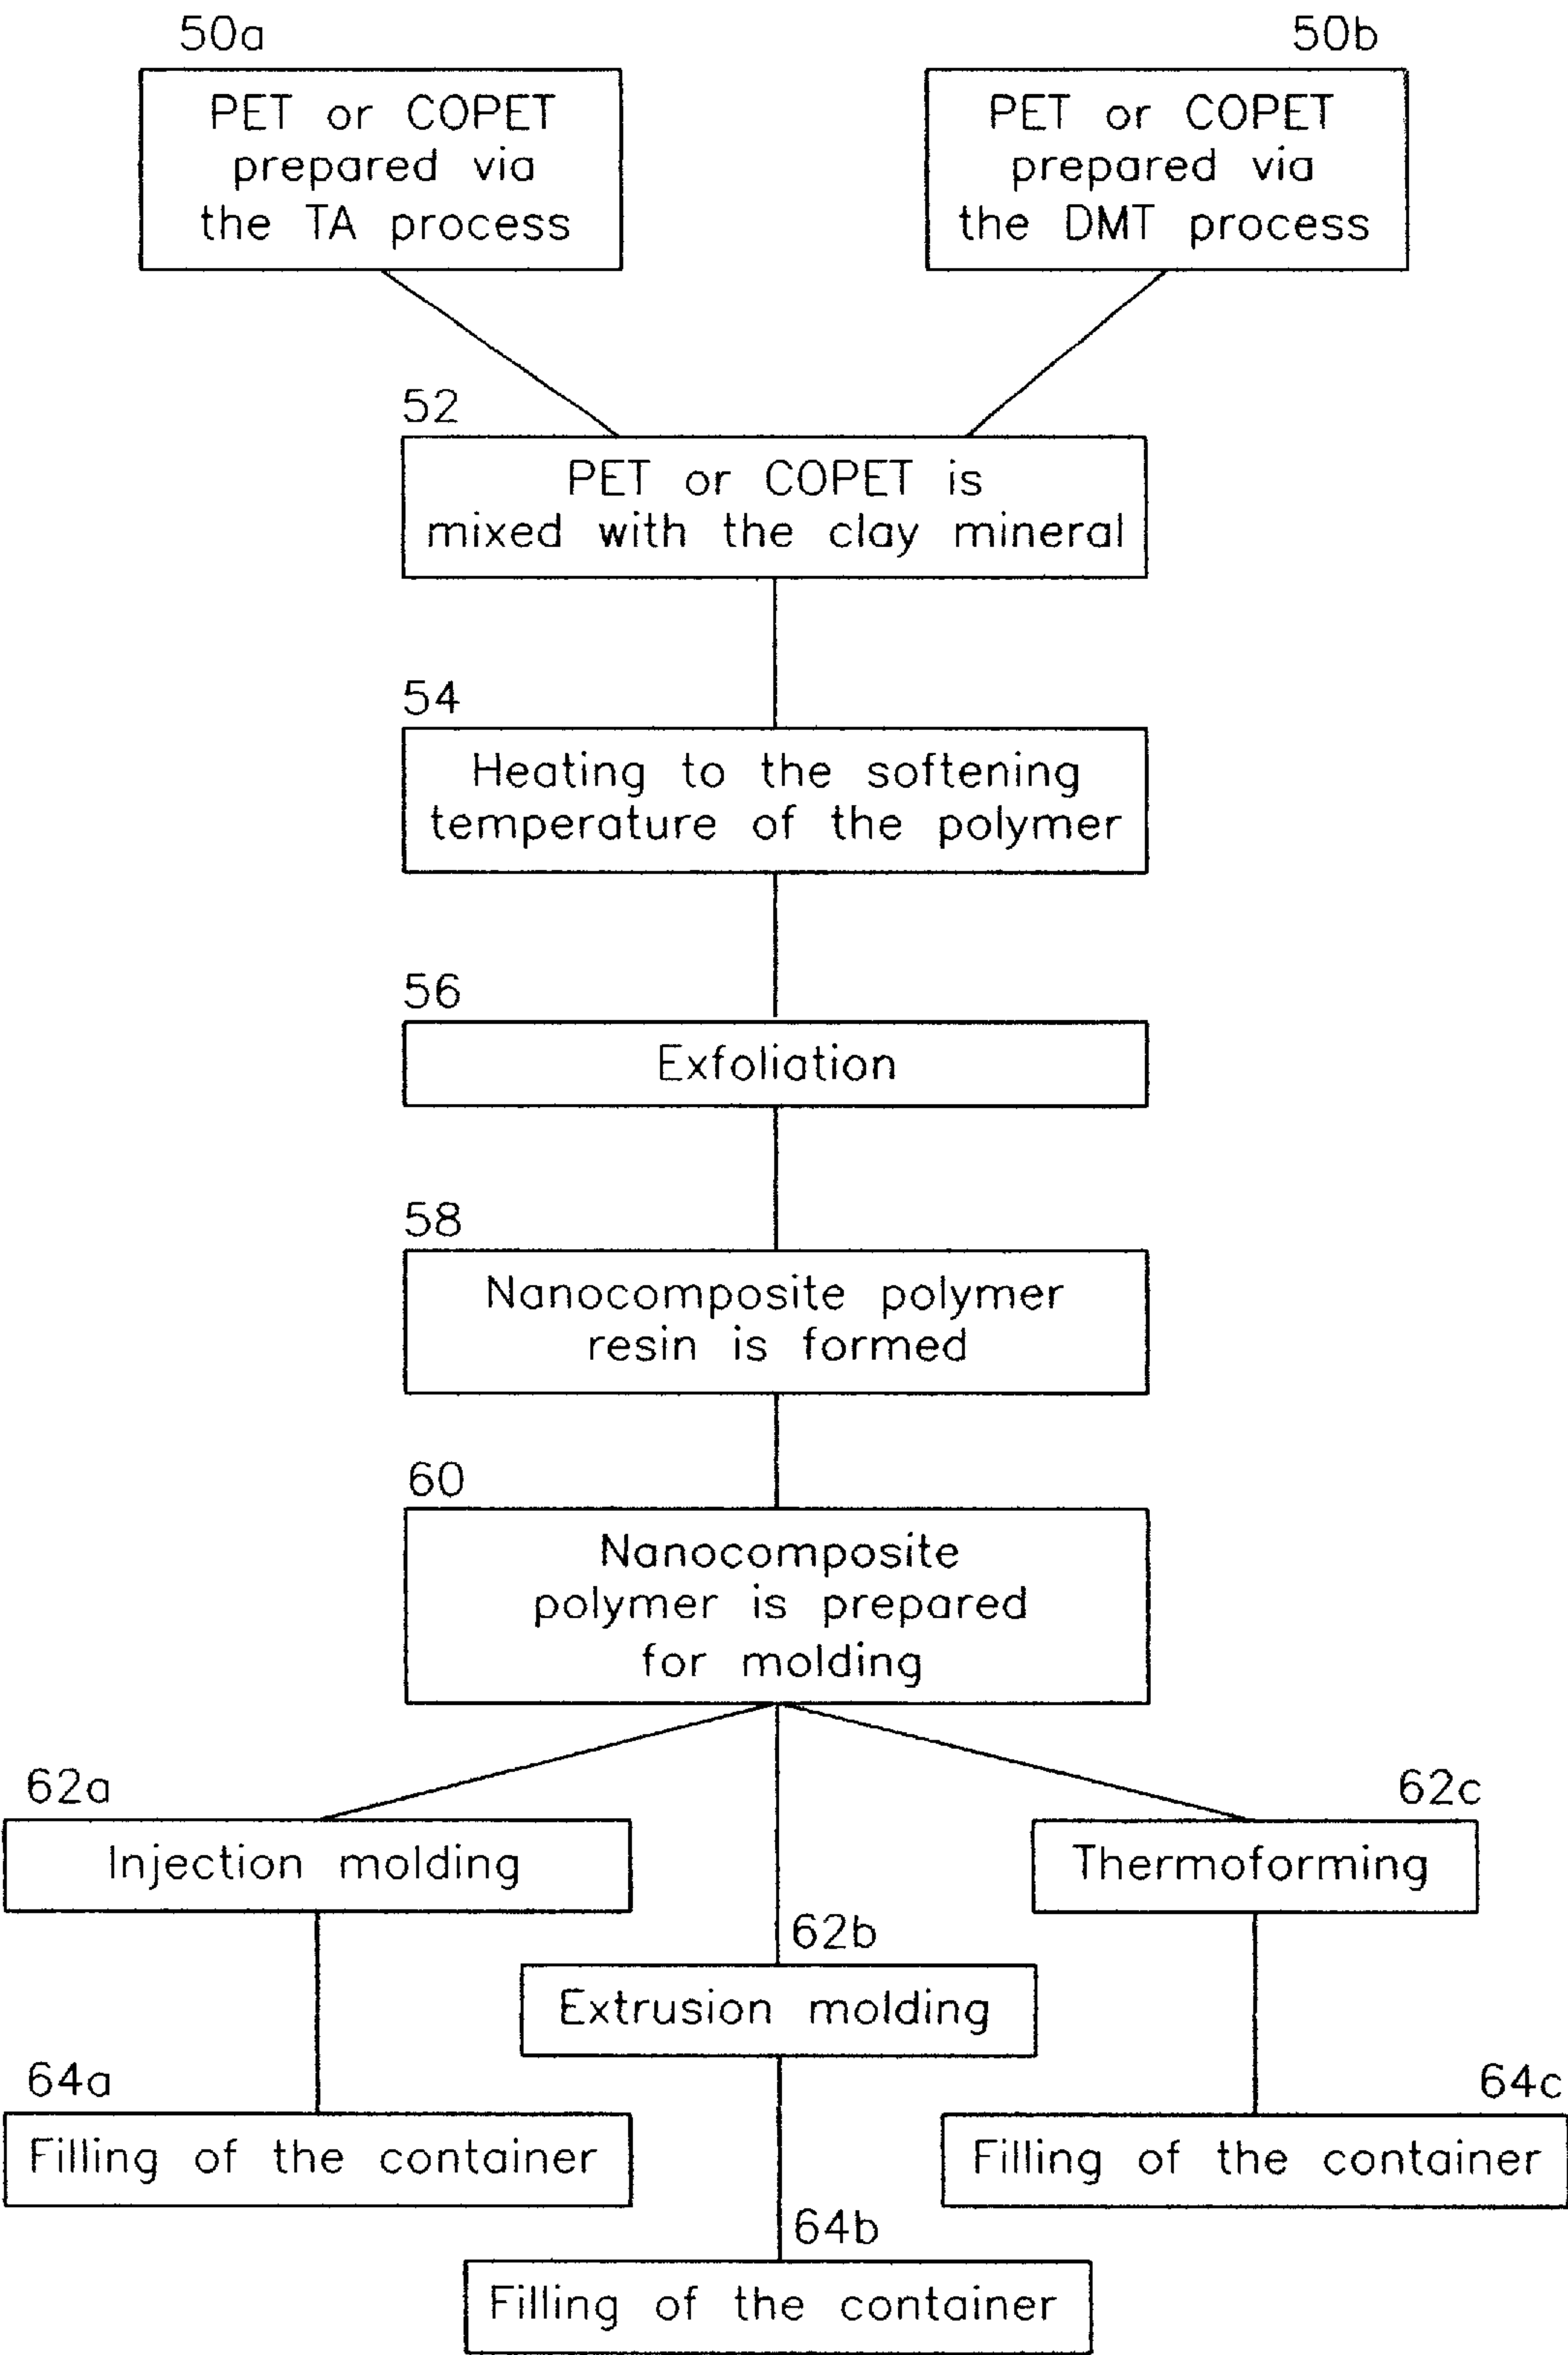 50a
PET or COPET
prepared via
the TA process
50b
PET or COPET
prepared via
the DMT process
52
PET or COPET is
mixed with the clay mineral
54
Heating to the softening
temperature of the polymer
56
Exfoliation
58
Nanocomposite polymer
resin is formed
60
Nanocomposite
polymer is prepared
for molding
62a
Injection molding
62b
Extrusion molding
62c
Thermoforming
64a
Filling of the container
64b
Filling of the container
64c
Filling of the container